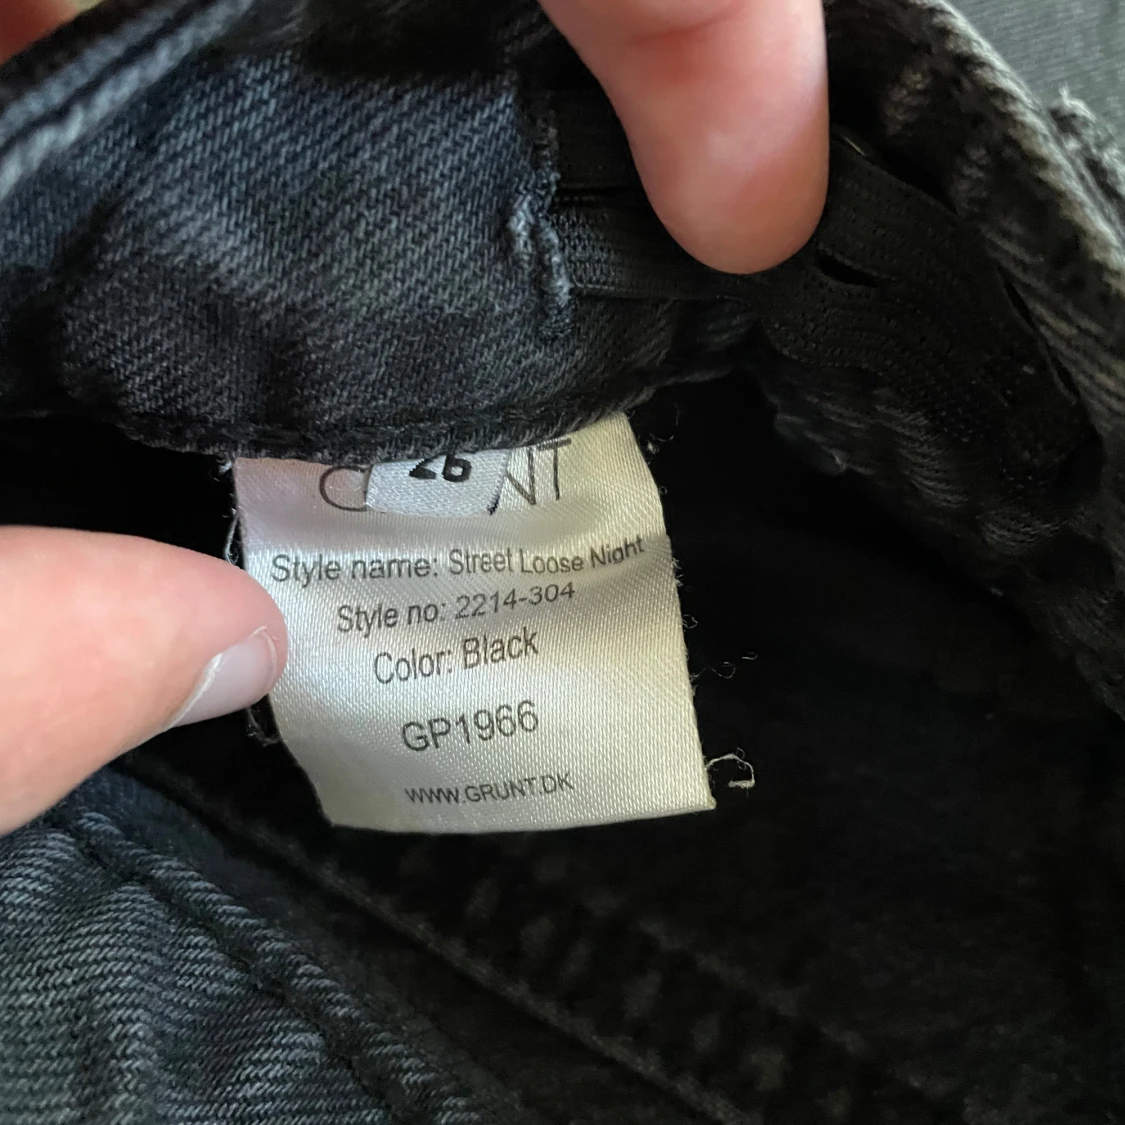 26
Style name: Street Loose Night
Style no: 2214-304
Color: Black
GP1966
WWW.GRUNT.DK